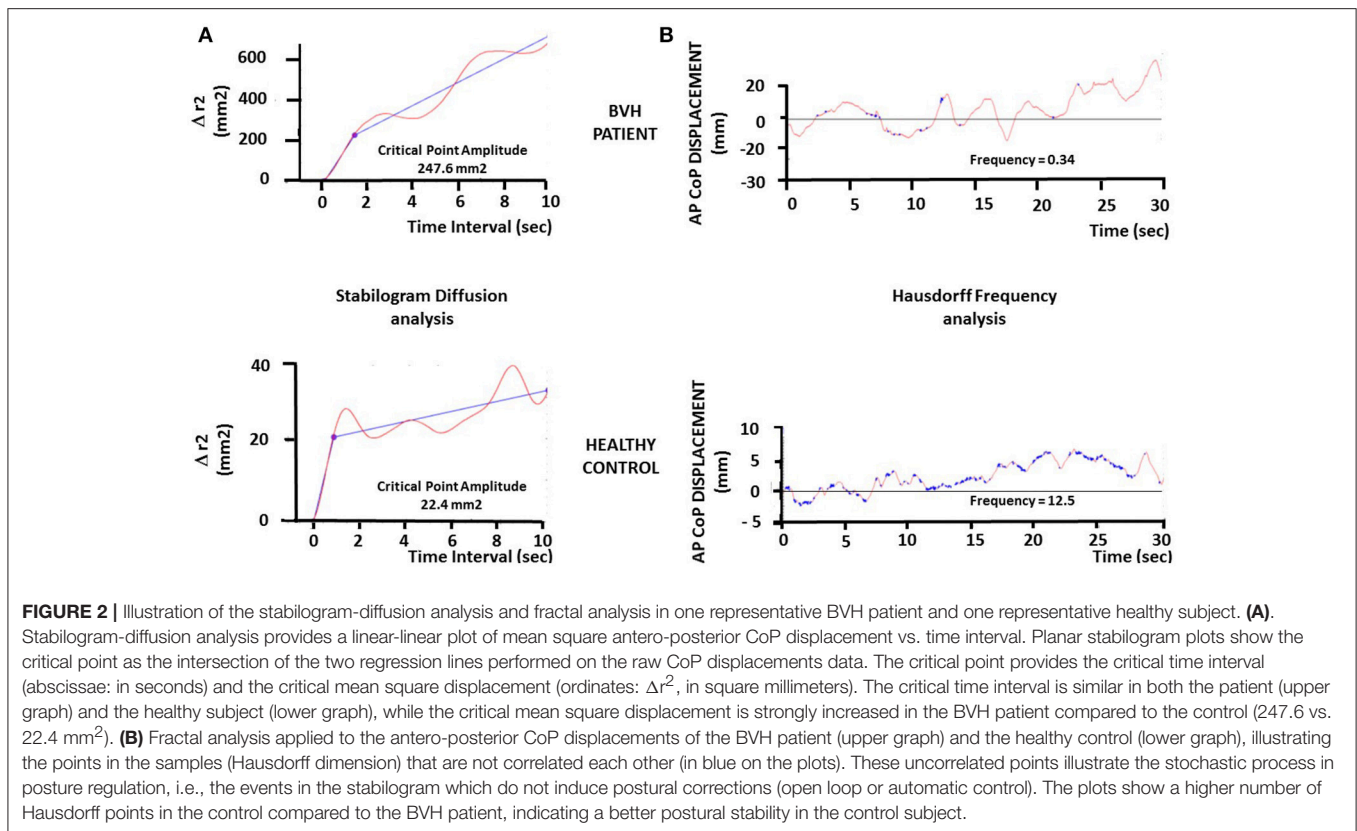 A
600
400
200
0
Δ r2
(mm2)
Critical Point Amplitude
247.6 mm2
0 2 4 6 8 10
Time Interval (sec)
BVH
PATIENT
B
20
0
-20
-30
AP CoP DISPLACEMENT
(mm)
Frequency = 0.34
0 5 10 15 20 25 30
Time (sec)
Stabilogram Diffusion
analysis
Hausdorff Frequency
analysis
40
20
0
Δ r2
(mm2)
Critical Point Amplitude
22.4 mm2
0 2 4 6 8 10
Time Interval (sec)
HEALTHY
CONTROL
10
5
0
- 5
AP CoP DISPLACEMENT
(mm)
Frequency = 12.5
0 5 10 15 20 25 30
Time (sec)
FIGURE 2 | Illustration of the stabilogram-diffusion analysis and fractal analysis in one representative BVH patient and one representative healthy subject. (A).
Stabilogram-diffusion analysis provides a linear-linear plot of mean square antero-posterior CoP displacement vs. time interval. Planar stabilogram plots show the
critical point as the intersection of the two regression lines performed on the raw CoP displacements data. The critical point provides the critical time interval
(abscissae: in seconds) and the critical mean square displacement (ordinates: Δr², in square millimeters). The critical time interval is similar in both the patient (upper
graph) and the healthy subject (lower graph), while the critical mean square displacement is strongly increased in the BVH patient compared to the control (247.6 vs.
22.4 mm²). (B) Fractal analysis applied to the antero-posterior CoP displacements of the BVH patient (upper graph) and the healthy control (lower graph), illustrating
the points in the samples (Hausdorff dimension) that are not correlated each other (in blue on the plots). These uncorrelated points illustrate the stochastic process in
posture regulation, i.e., the events in the stabilogram which do not induce postural corrections (open loop or automatic control). The plots show a higher number of
Hausdorff points in the control compared to the BVH patient, indicating a better postural stability in the control subject.